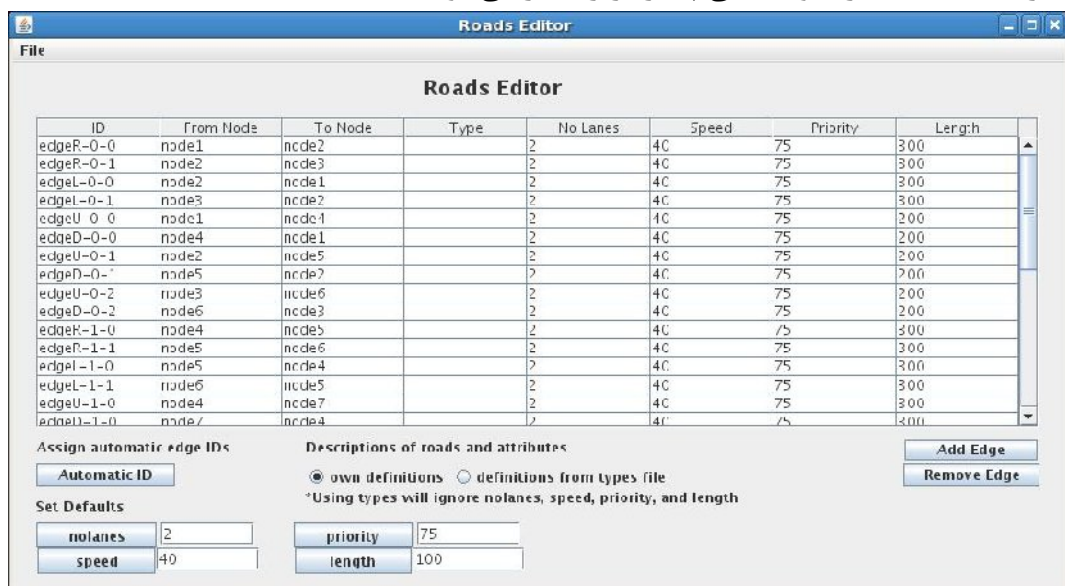 Roads Editor
File
Roads Editor
ID From Node To Node Type No Lanes Speed Priority Length
edgeR-0-0 node1 node2 2 40 75 300
edgeR-0-1 node2 node3 2 40 75 300
edgeL-0-0 node2 node1 2 40 75 300
edgeL-0-1 node3 node2 2 40 75 300
edgeU-0-0 node1 node4 2 40 75 200
edgeD-0-0 node4 node1 2 40 75 200
edgeU-0-1 node2 node5 2 40 75 200
edgeD-0-1 node5 node2 2 40 75 200
edgeU-0-2 node3 node6 2 40 75 200
edgeD-0-2 node6 node3 2 40 75 200
edgeR-1-0 node4 node5 2 40 75 300
edgeR-1-1 node5 node6 2 40 75 300
edgeL-1-0 node5 node4 2 40 75 300
edgeL-1-1 node6 node5 2 40 75 300
edgeU-1-0 node4 node7 2 40 75 300
edgeD-1-0 node7 node4 2 40 75 300
Assign automatic edge IDs Descriptions of roads and attributes Add Edge
Automatic ID own definitions definitions from types file Remove Edge
*Using types will ignore nolanes, speed, priority, and length
Set Defaults
nolanes 2 priority 75
speed 40 length 100